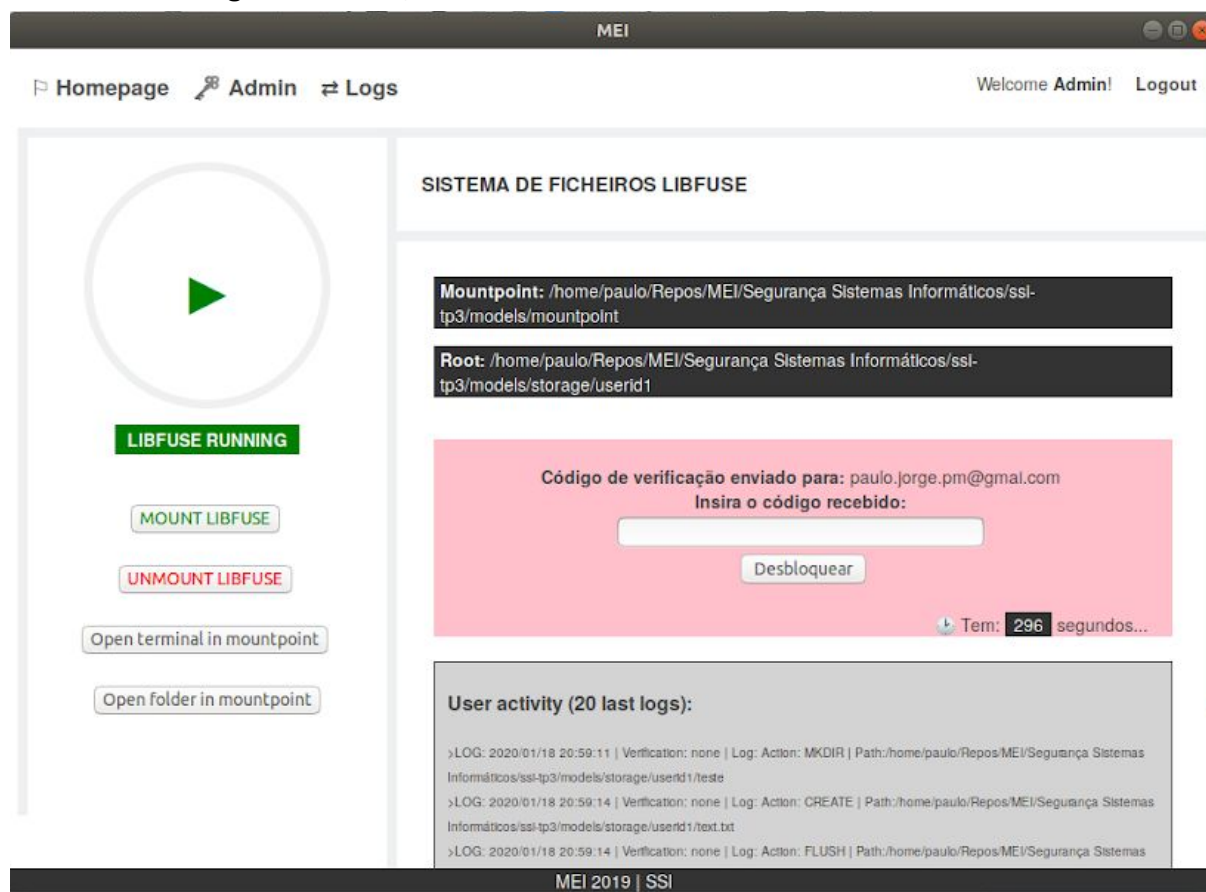 MEI
Homepage Admin Logs Welcome Admin! Logout
SISTEMA DE FICHEIROS LIBFUSE
LIBFUSE RUNNING
MOUNT LIBFUSE
UNMOUNT LIBFUSE
Open terminal in mountpoint
Open folder in mountpoint
Mountpoint: /home/paulo/Repos/MEI/Segurança Sistemas Informáticos/ssi-
tp3/models/mountpoint
Root: /home/paulo/Repos/MEI/Segurança Sistemas Informáticos/ssi-
tp3/models/storage/userid1
Código de verificação enviado para: paulo.jorge.pm@gmal.com
Insira o código recebido:
Desbloquear
Tem: 296 segundos...
User activity (20 last logs):
>LOG: 2020/01/18 20:59:11 | Verification: none | Log: Action: MKDIR | Path:/home/paulo/Repos/MEI/Segurança Sistemas
Informáticos/ssi-tp3/models/storage/userid1/teste
>LOG: 2020/01/18 20:59:14 | Verification: none | Log: Action: CREATE | Path:/home/paulo/Repos/MEI/Segurança Sistemas
Informáticos/ssi-tp3/models/storage/userid1/text.txt
>LOG: 2020/01/18 20:59:14 | Verification: none | Log: Action: FLUSH | Path:/home/paulo/Repos/MEI/Segurança Sistemas
MEI 2019 | SSI